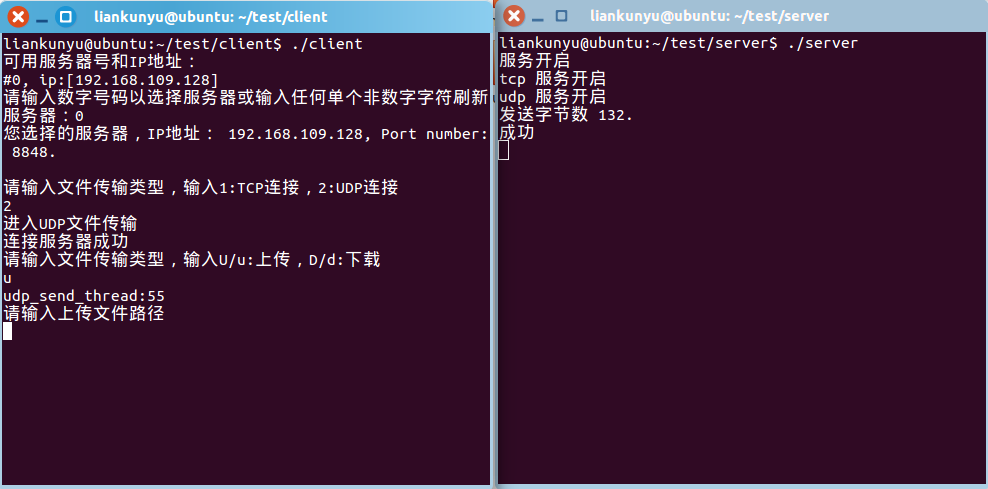 liankunyu@ubuntu: ~/test/client
liankunyu@ubuntu:~/test/client$ ./client
可用服务器号和IP地址：
#0, ip:[192.168.109.128]
请输入数字号码以选择服务器或输入任何单个非数字字符刷新
服务器：0
您选择的服务器，IP地址： 192.168.109.128, Port number:
8848.
请输入文件传输类型，输入1:TCP连接，2:UDP连接
2
进入UDP文件传输
连接服务器成功
请输入文件传输类型，输入U/u:上传，D/d:下载
u
udp_send_thread:55
请输入上传文件路径
liankunyu@ubuntu: ~/test/server
liankunyu@ubuntu:~/test/server$ ./server
服务开启
tcp 服务开启
udp 服务开启
发送字节数 132.
成功